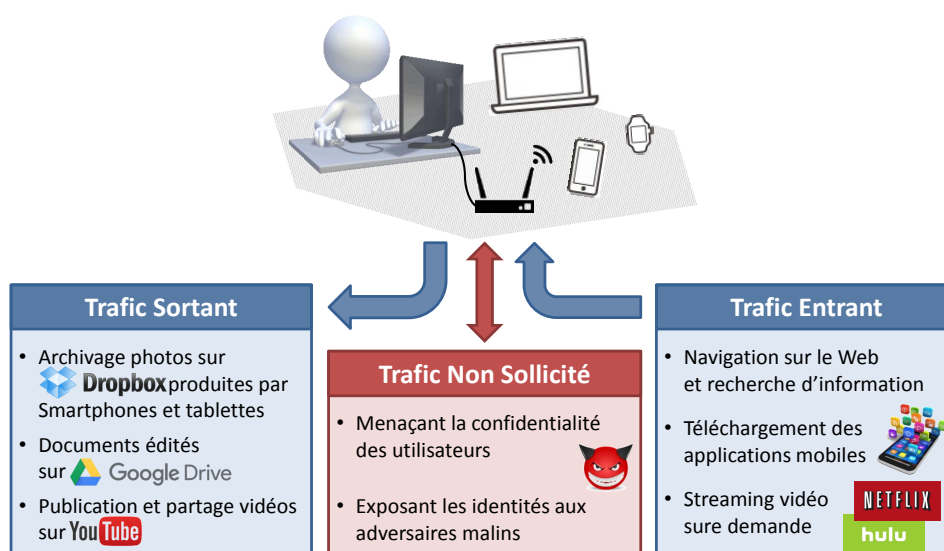 Trafic Sortant
• Archivage photos sur
Dropbox produites par
Smartphones et tablettes
• Documents édités
sur Google Drive
• Publication et partage vidéos
sur YouTube
Trafic Non Sollicité
• Menaçant la confidentialité
des utilisateurs
• Exposant les identités aux
adversaires malins
Trafic Entrant
• Navigation sur le Web
et recherche d’information
• Téléchargement des
applications mobiles
• Streaming vidéo
sure demande
NETFLIX
hulu